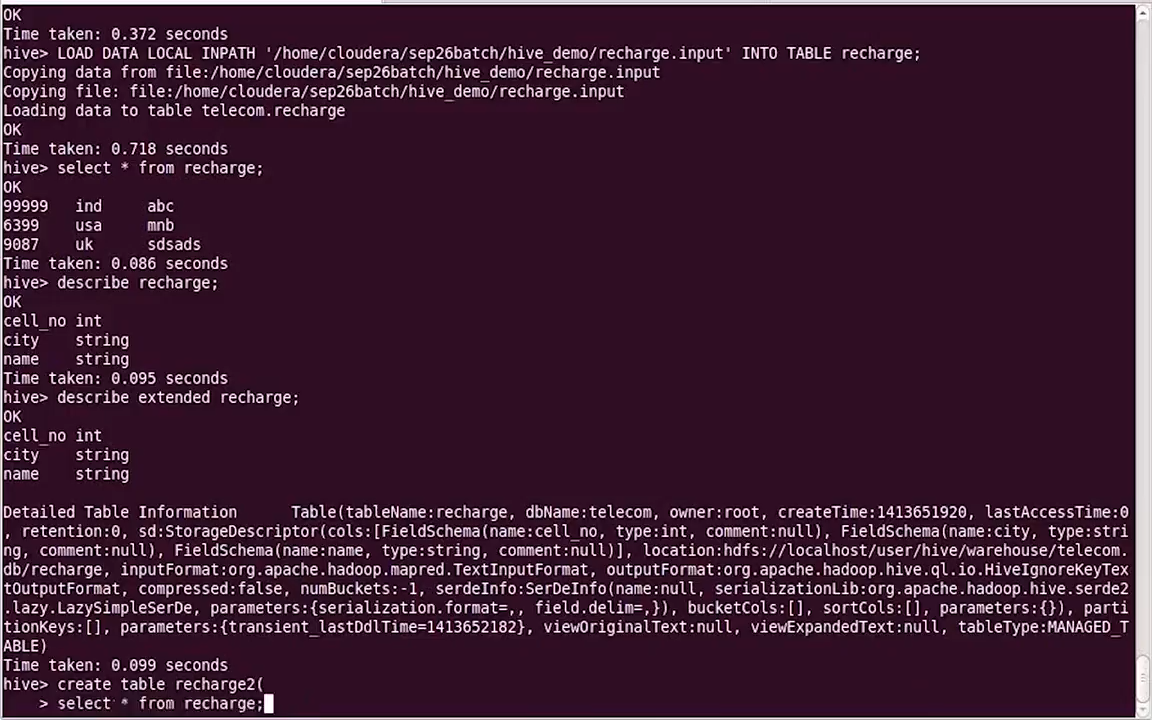 OK
Time taken: 0.372 seconds
hive> LOAD DATA LOCAL INPATH '/home/cloudera/sep26batch/hive_demo/recharge.input' INTO TABLE recharge;
Copying data from file:/home/cloudera/sep26batch/hive_demo/recharge.input
Copying file: file:/home/cloudera/sep26batch/hive_demo/recharge.input
Loading data to table telecom.recharge
OK
Time taken: 0.718 seconds
hive> select * from recharge;
OK
99999   ind     abc
6399    usa     mnb
9087    uk      sdsads
Time taken: 0.086 seconds
hive> describe recharge;
OK
cell_no int
city    string
name    string
Time taken: 0.095 seconds
hive> describe extended recharge;
OK
cell_no int
city    string
name    string
Detailed Table Information      Table(tableName:recharge, dbName:telecom, owner:root, createTime:1413651920, lastAccessTime:0
, retention:0, sd:StorageDescriptor(cols:[FieldSchema(name:cell_no, type:int, comment:null), FieldSchema(name:city, type:stri
ng, comment:null), FieldSchema(name:name, type:string, comment:null)], location:hdfs://localhost/user/hive/warehouse/telecom.
db/recharge, inputFormat:org.apache.hadoop.mapred.TextInputFormat, outputFormat:org.apache.hadoop.hive.ql.io.HiveIgnoreKeyTex
tOutputFormat, compressed:false, numBuckets:-1, serdeInfo:SerDeInfo(name:null, serializationLib:org.apache.hadoop.hive.serde2
.lazy.LazySimpleSerDe, parameters:{serialization.format=,, field.delim=,}), bucketCols:[], sortCols:[], parameters:{}), parti
tionKeys:[], parameters:{transient_lastDdlTime=1413652182}, viewOriginalText:null, viewExpandedText:null, tableType:MANAGED_T
ABLE)
Time taken: 0.099 seconds
hive> create table recharge2(
    > select * from recharge;